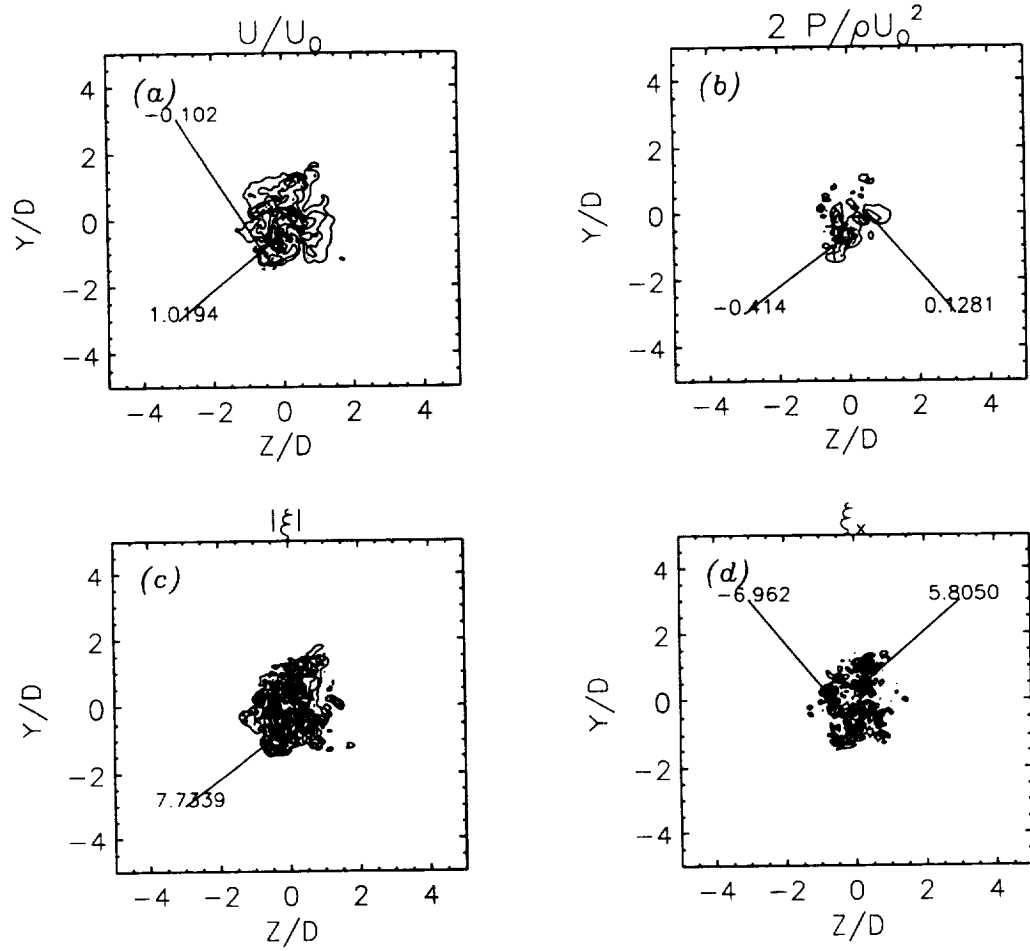 U/U₀
(a)
−0.102
1.0194
Y/D
4
2
0
−2
−4
−4 −2 0 2 4
Z/D
2 P/ρU₀²
(b)
−0.414
0.1281
Y/D
4
2
0
−2
−4
−4 −2 0 2 4
Z/D
|ξ|
(c)
7.7339
Y/D
4
2
0
−2
−4
−4 −2 0 2 4
Z/D
ξₓ
(d)
−6.962
5.8050
Y/D
4
2
0
−2
−4
−4 −2 0 2 4
Z/D